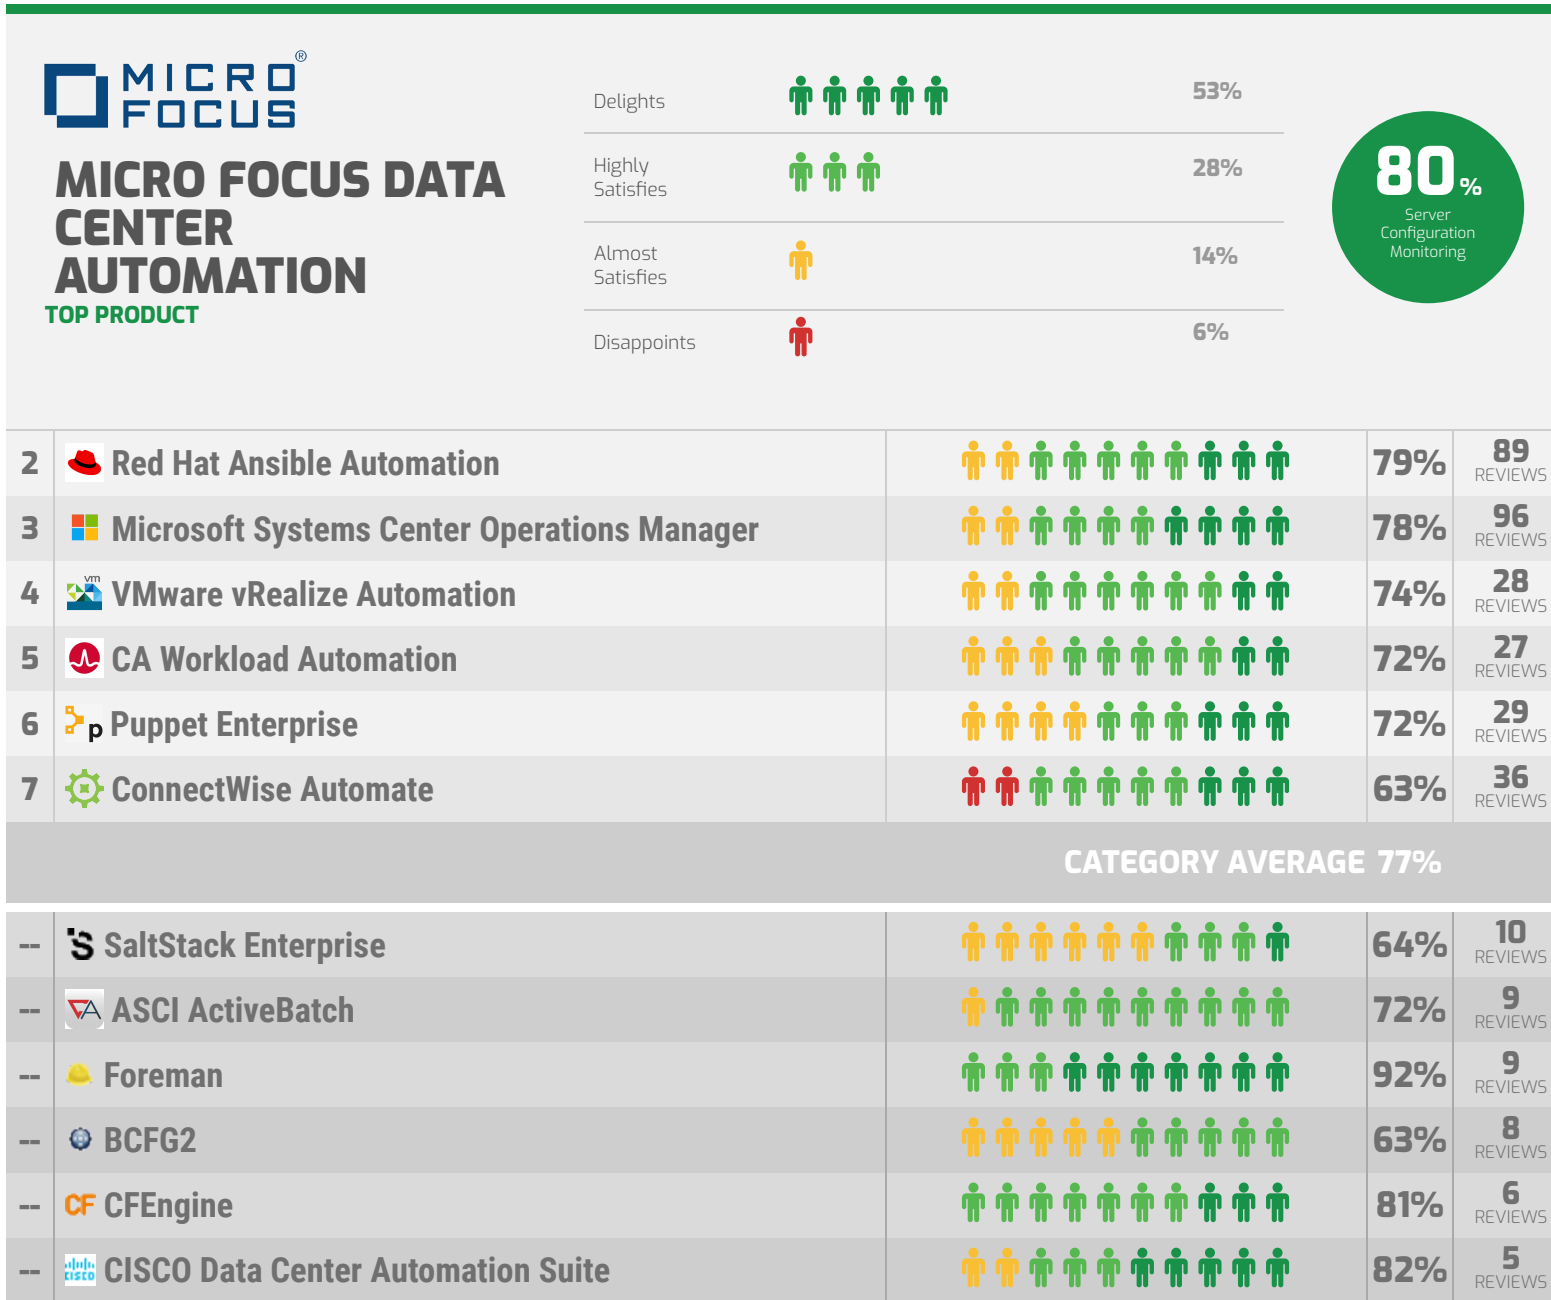 MICRO
FOCUS®
MICRO FOCUS DATA
CENTER
AUTOMATION
TOP PRODUCT
Delights 53%
Highly
Satisfies 28%
Almost
Satisfies 14%
Disappoints 6%
80%
Server
Configuration
Monitoring
2 Red Hat Ansible Automation 79% 89
REVIEWS
3 Microsoft Systems Center Operations Manager 78% 96
REVIEWS
4 vm VMware vRealize Automation 74% 28
REVIEWS
5 CA Workload Automation 72% 27
REVIEWS
6 p Puppet Enterprise 72% 29
REVIEWS
7 ConnectWise Automate 63% 36
REVIEWS
CATEGORY AVERAGE 77%
-- S SaltStack Enterprise 64% 10
REVIEWS
-- ASCI ActiveBatch 72% 9
REVIEWS
-- Foreman 92% 9
REVIEWS
-- BCFG2 63% 8
REVIEWS
-- CF CFEngine 81% 6
REVIEWS
-- CISCO CISCO Data Center Automation Suite 82% 5
REVIEWS